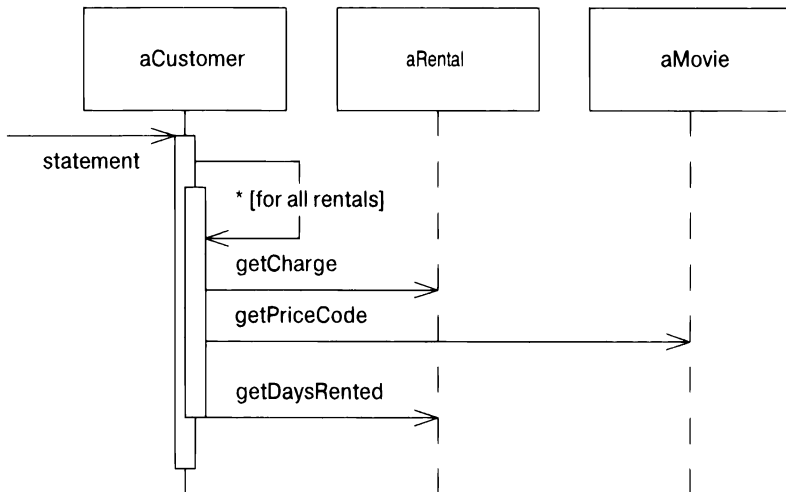 aCustomer
aRental
aMovie
statement
* [for all rentals]
getCharge
getPriceCode
getDaysRented